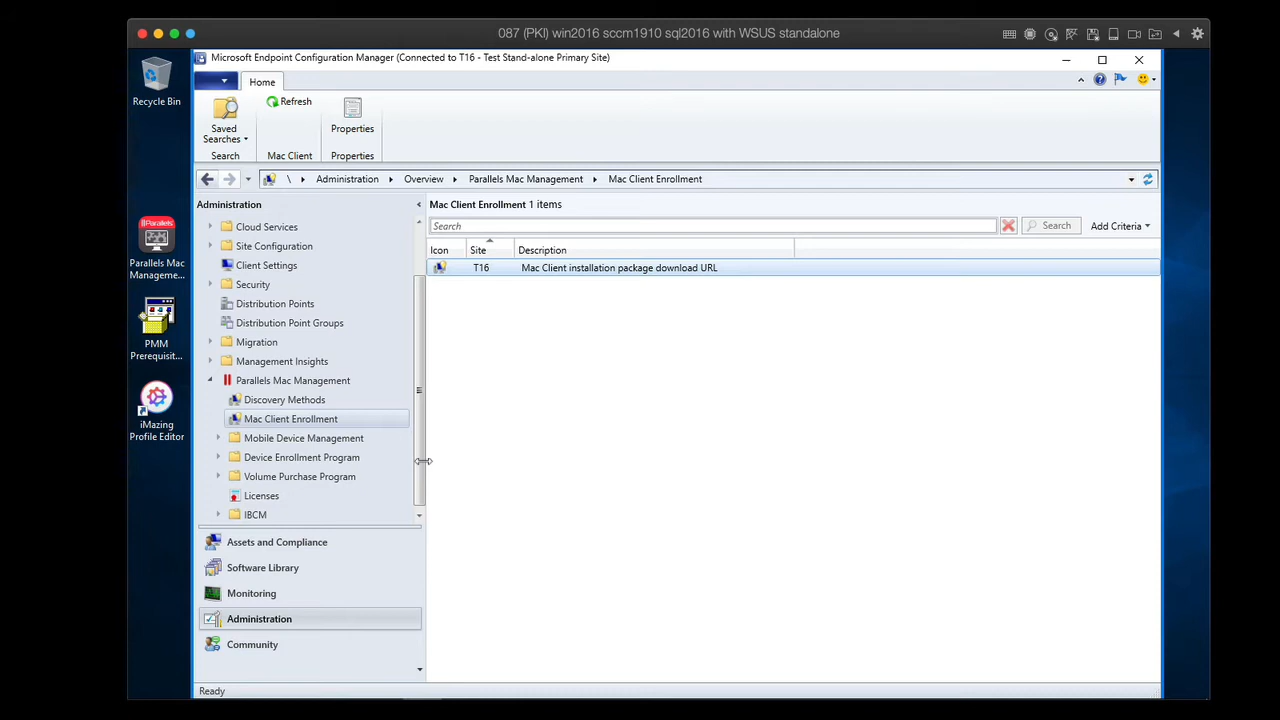 087 (PKI) win2016 sccm1910 sql2016 with WSUS standalone
Recycle Bin
Parallels
Parallels Mac
Manageme...
PMM
Prerequisit...
iMazing
Profile Editor
Microsoft Endpoint Configuration Manager (Connected to T16 - Test Stand-alone Primary Site)
Home
Saved
Searches
Search
Refresh
Mac Client
Properties
Properties
\ Administration Overview Parallels Mac Management Mac Client Enrollment
Administration
Cloud Services
Site Configuration
Client Settings
Security
Distribution Points
Distribution Point Groups
Migration
Management Insights
Parallels Mac Management
Discovery Methods
Mac Client Enrollment
Mobile Device Management
Device Enrollment Program
Volume Purchase Program
Licenses
IBCM
Assets and Compliance
Software Library
Monitoring
Administration
Community
Mac Client Enrollment 1 items
Search Search Add Criteria
Icon Site Description
T16 Mac Client installation package download URL
Ready